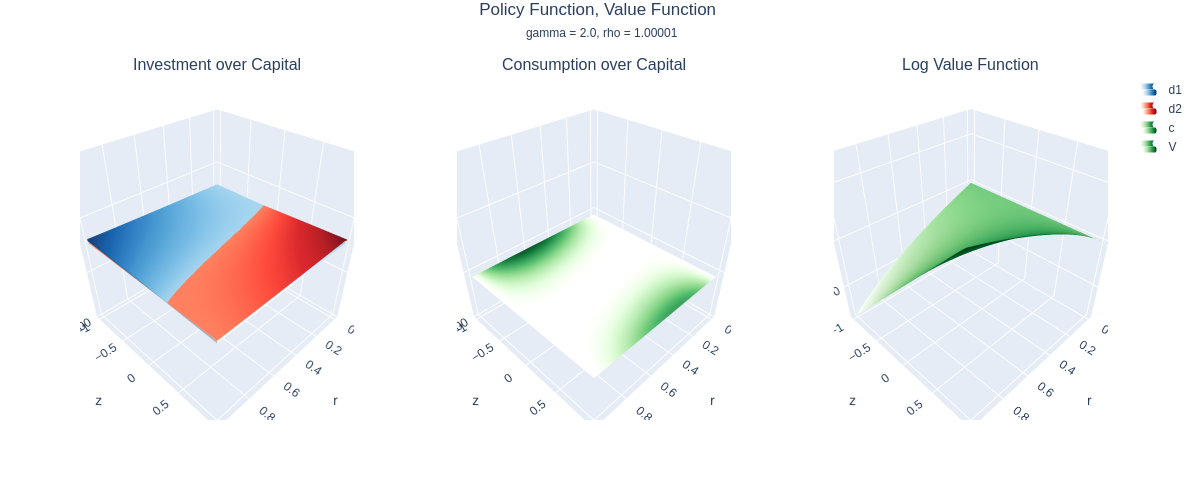 Policy Function, Value Function
gamma = 2.0, rho = 1.00001
Investment over Capital
Consumption over Capital
Log Value Function
d1
d2
c
V
−0.5
0
0.5
z
0
0.2
0.4
0.6
0.8
r
−0.5
0
0.5
z
0
0.2
0.4
0.6
0.8
r
0
−1
−0.5
0
0.5
z
0
0.2
0.4
0.6
0.8
r